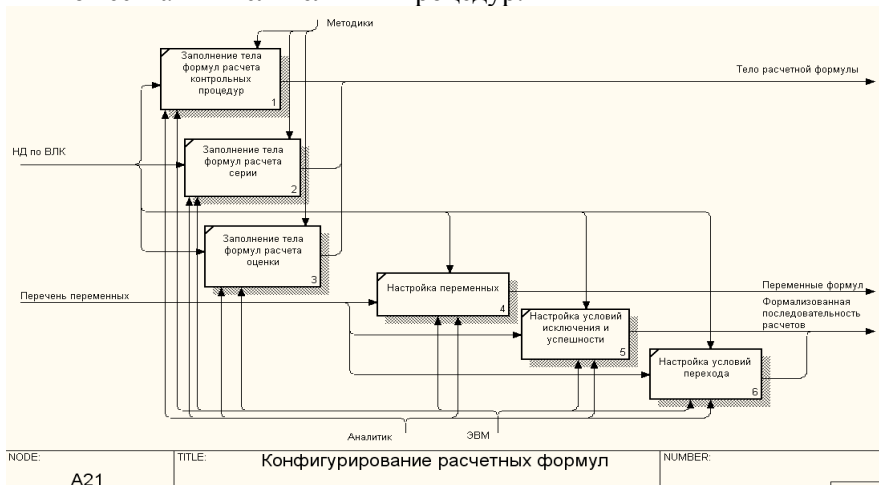 Методики
Заполнение тела
формул расчета
контрольных
процедур
1
Тело расчетной формулы
НД по ВЛК
Заполнение тела
формул расчета
серии
2
Заполнение тела
формул расчета
оценки
3
Перечень переменных
Настройка переменных
4
Переменные формул
Формализованная
последовательность
расчетов
Настройка условий
исключения и
успешности
5
Настройка условий
перехода
6
Аналитик
ЭВМ
NODE:
A21
TITLE:
Конфигурирование расчетных формул
NUMBER: